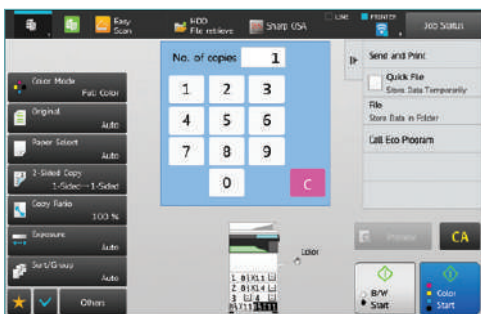 Easy
Scan
HDD
File retrieve
Sharp OSA
LINE
PRINTER
Job Status
No. of copies 1
Send and Print
Quick File
Store Data Temporarily
File
Store Data in Folder
Call Eco Program
Color Mode
Full Color
Original
Auto
Paper Select
Auto
2-Sided Copy
1-Sided→1-Sided
Copy Ratio
100 %
Exposure
Auto
Sort/Group
Auto
Others
1 2 3
4 5 6
7 8 9
0 C
Color
Preview
CA
B/W
Start
Color
Start